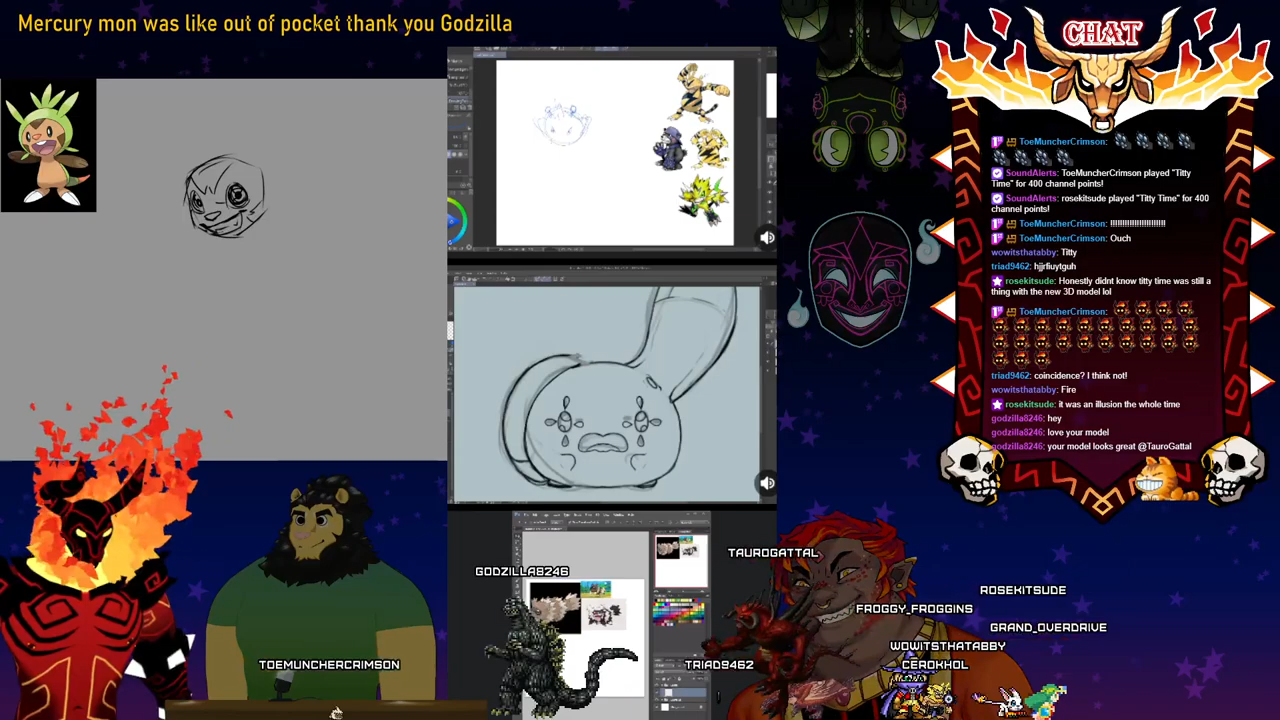 Mercury mon was like out of pocket thank you Godzilla
CHAT
ToeMuncherCrimson:
SoundAlerts: ToeMuncherCrimson played "Titty
Time" for 400 channel points!
SoundAlerts: rosekitsude played "Titty Time" for 400
channel points!
ToeMuncherCrimson: !!!!!!!!!!!!!!!!!!!!!!!
ToeMuncherCrimson: Ouch
wowitsthatabby: Titty
triad9462: hjjrfiuytguh
rosekitsude: Honestly didnt know titty time was still a
thing with the new 3D model lol
ToeMuncherCrimson:
triad9462: coincidence? I think not!
wowitsthatabby: Fire
rosekitsude: it was an illusion the whole time
godzilla8246: hey
godzilla8246: love your model
godzilla8246: your model looks great @TauroGattal
TAUROGATTAL
GODZILLA8246
ROSEKITSUDE
FROGGY_FROGGINS
GRAND_OVERDRIVE
WOWITSTHATABBY
TOEMUNCHERCRIMSON
TRIAD9462
CEROKHOL